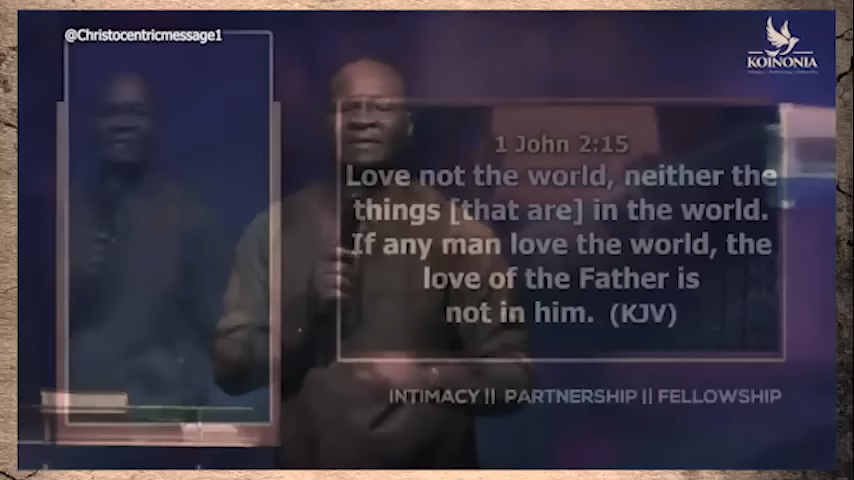 @Christocentricmessage1
KOINONIA
1 John 2:15
Love not the world, neither the
things [that are] in the world.
If any man love the world, the
love of the Father is
not in him. (KJV)
INTIMACY || PARTNERSHIP || FELLOWSHIP